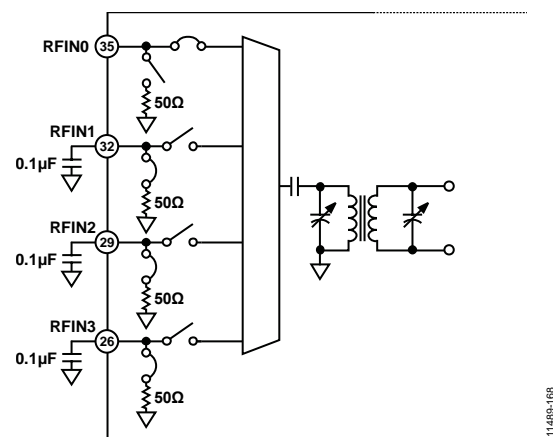 RFIN0
35
50Ω
RFIN1
32
0.1µF
50Ω
RFIN2
29
0.1µF
50Ω
RFIN3
26
0.1µF
50Ω
11489-168